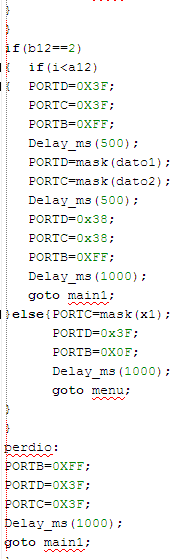 }
}
if(b12==2)
{  if(i<a12)
{  PORTD=0X3F;
PORTC=0X3F;
PORTB=0XFF;
Delay_ms(500);
PORTD=mask(dato1);
PORTC=mask(dato2);
Delay_ms(500);
PORTD=0x38;
PORTC=0x38;
PORTB=0XFF;
Delay_ms(1000);
goto main1;
}else{PORTC=mask(x1);
PORTD=0x3F;
PORTB=0X0F;
Delay_ms(1000);
goto menu;
}
}
perdio:
PORTB=0XFF;
PORTD=0X3F;
PORTC=0X3F;
Delay_ms(1000);
goto main1;